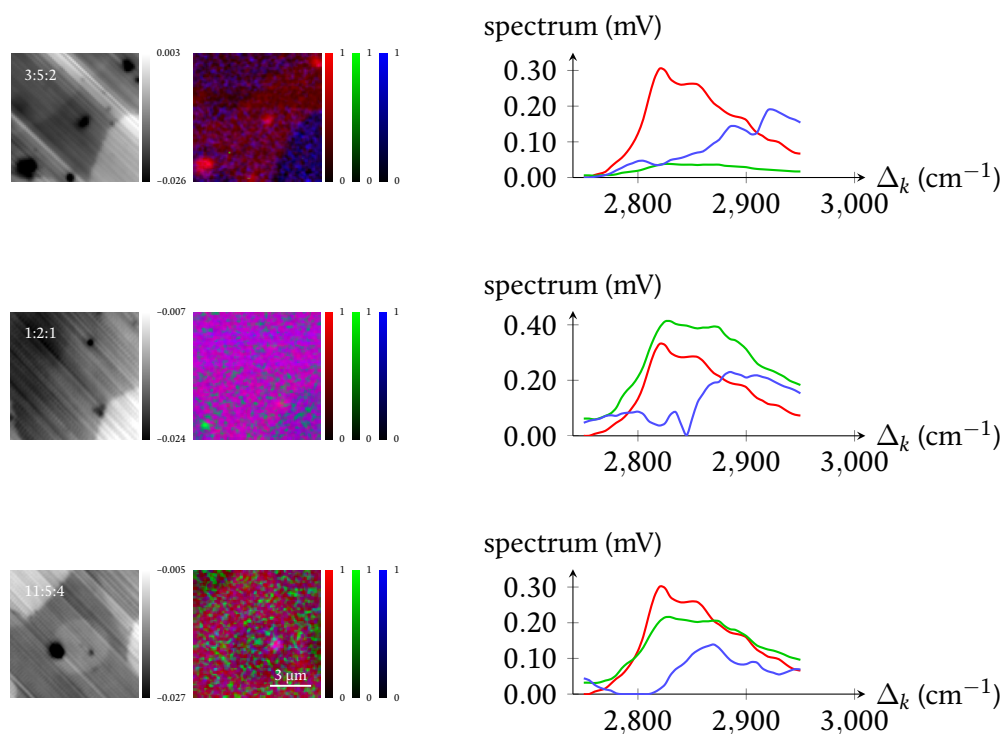 spectrum (mV)
3:5:2
0.003
−0.026
1 1 1
0 0 0
0.30
0.20
0.10
0.00
2,800 2,900 3,000
Δk (cm−1)
spectrum (mV)
1:2:1
−0.007
−0.024
1 1 1
0 0 0
0.40
0.20
0.00
2,800 2,900 3,000
Δk (cm−1)
spectrum (mV)
11:5:4
−0.005
−0.027
1 1 1
0 0 0
3 µm
0.30
0.20
0.10
0.00
2,800 2,900 3,000
Δk (cm−1)